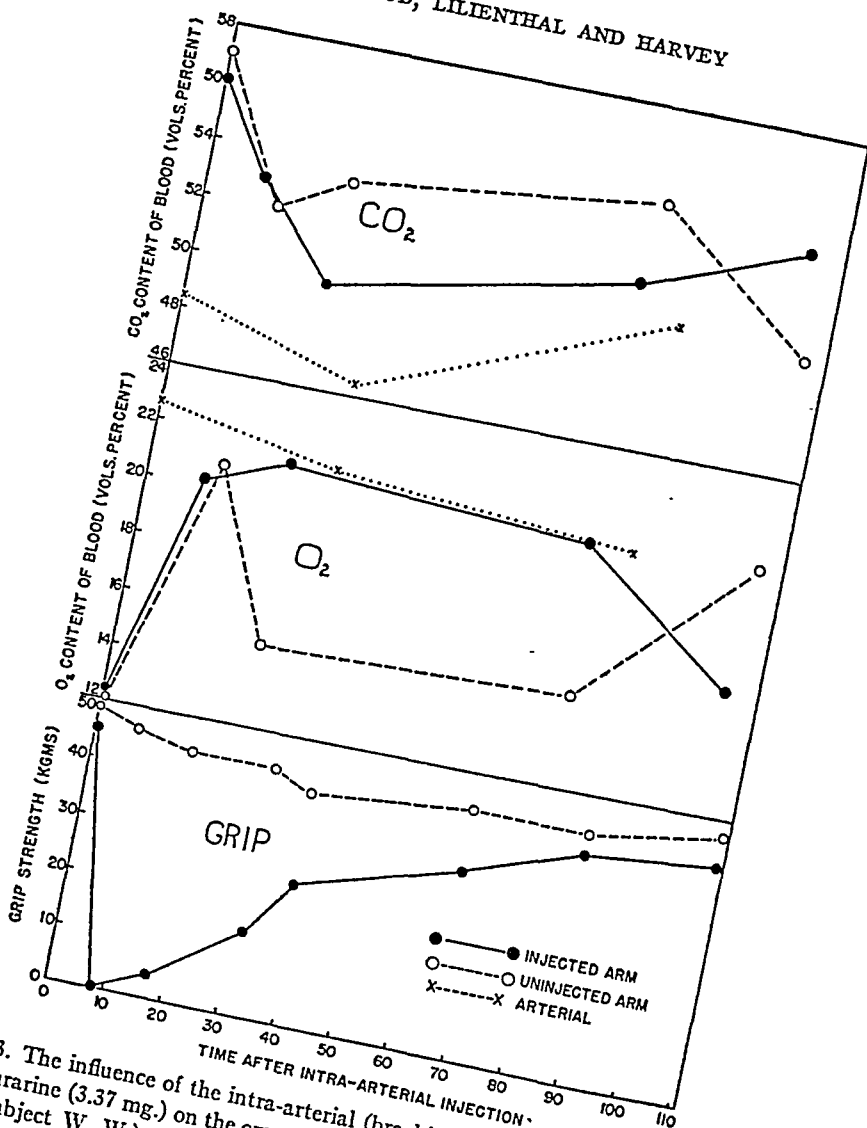 LILIENTHAL AND HARVEY
58
50
54
52
50
48
46
CO₂ CONTENT OF BLOOD (VOLS. PERCENT)
CO₂
24
22
20
18
16
14
12
O₂ CONTENT OF BLOOD (VOLS. PERCENT)
O₂
50
40
30
20
10
0
GRIP STRENGTH (KGMS)
GRIP
INJECTED ARM
UNINJECTED ARM
ARTERIAL
0 10 20 30 40 50 60 70 80 90 100 110
TIME AFTER INTRA-ARTERIAL INJECTION
3. The influence of the intra-arterial
(3.37 mg.) on the
W. W.